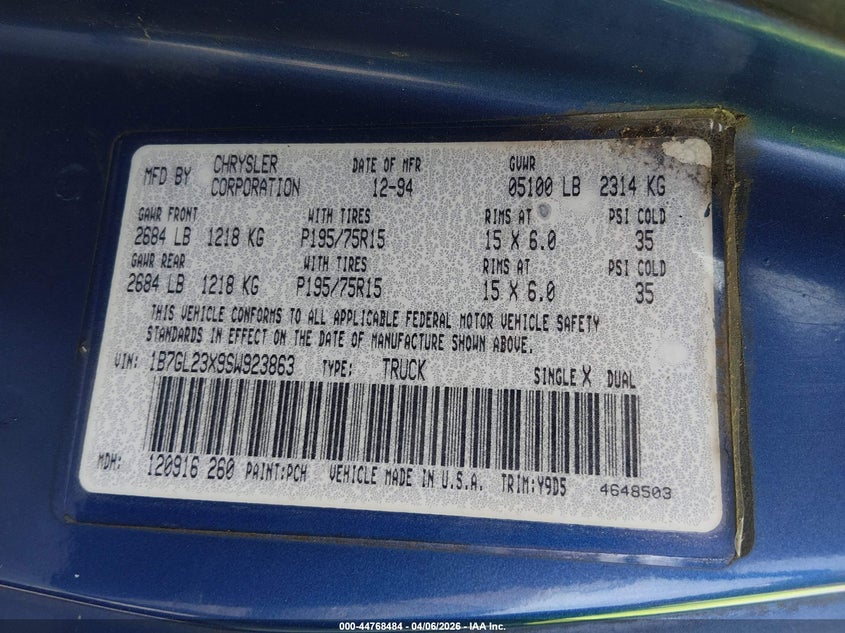 MFD BY CHRYSLER CORPORATION DATE OF MFR 12-94 GVWR 05100 LB 2314 KG
GAWR FRONT WITH TIRES RIMS AT PSI COLD
2684 LB 1218 KG P195/75R15 15 X 6.0 35
GAWR REAR WITH TIRES RIMS AT PSI COLD
2684 LB 1218 KG P195/75R15 15 X 6.0 35
THIS VEHICLE CONFORMS TO ALL APPLICABLE FEDERAL MOTOR VEHICLE SAFETY
STANDARDS IN EFFECT ON THE DATE OF MANUFACTURE SHOWN ABOVE.
VIN: 1B7GL23X9SW923863 TYPE: TRUCK SINGLE X DUAL
MDH: 120916 260 PAINT:PCH VEHICLE MADE IN U.S.A. TRIM:Y9D5 4648503
000-44768484 - 04/06/2026 - IAA Inc.